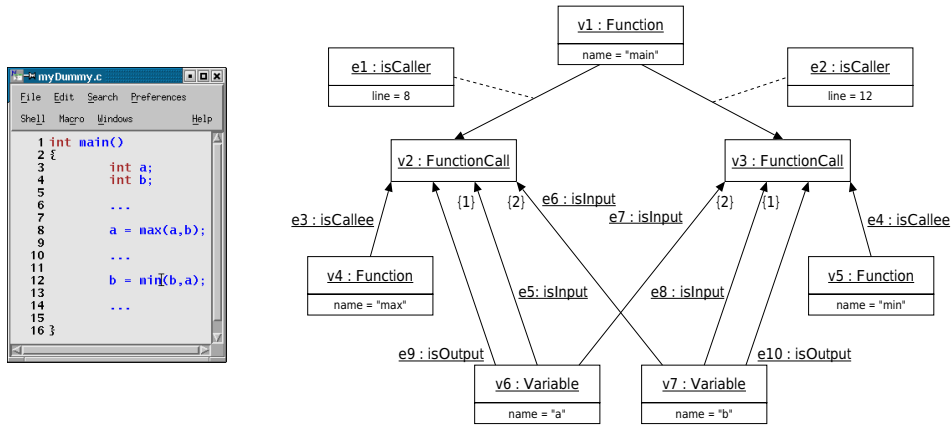 myDummy.c
File Edit Search Preferences
Shell Macro Windows Help
1 int main()
2 {
3 int a;
4 int b;
5
6 ...
7
8 a = max(a,b);
9
10 ...
11
12 b = min(b,a);
13
14 ...
15
16 }
v1 : Function
name = "main"
e1 : isCaller
line = 8
e2 : isCaller
line = 12
v2 : FunctionCall
v3 : FunctionCall
{1}
{2}
e6 : isInput
e7 : isInput
{2}
{1}
e3 : isCallee
e4 : isCallee
v4 : Function
name = "max"
e5: isInput
e8 : isInput
v5 : Function
name = "min"
e9 : isOutput
e10 : isOutput
v6 : Variable
name = "a"
v7 : Variable
name = "b"